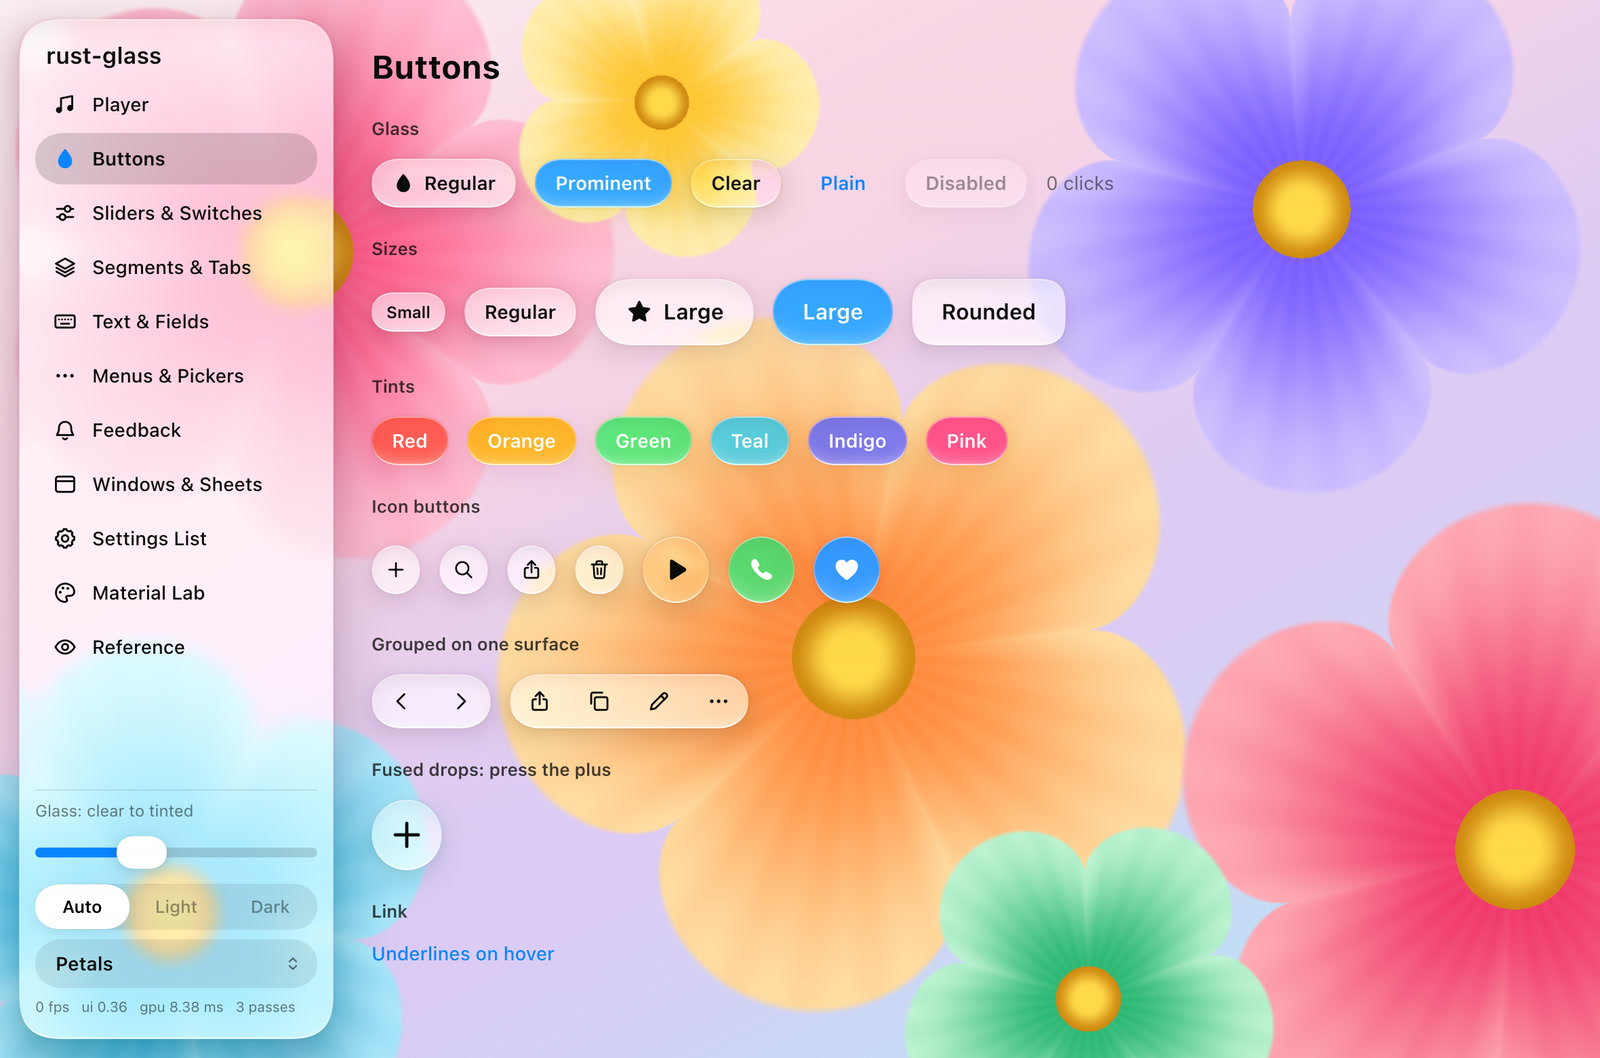 rust-glass
Player
Buttons
Sliders & Switches
Segments & Tabs
Text & Fields
Menus & Pickers
Feedback
Windows & Sheets
Settings List
Material Lab
Reference
Glass: clear to tinted
Auto Light Dark
Petals
0 fps ui 0.36 gpu 8.38 ms 3 passes
Buttons
Glass
Regular Prominent Clear Plain Disabled 0 clicks
Sizes
Small Regular Large Large Rounded
Tints
Red Orange Green Teal Indigo Pink
Icon buttons
Grouped on one surface
Fused drops: press the plus
Link
Underlines on hover